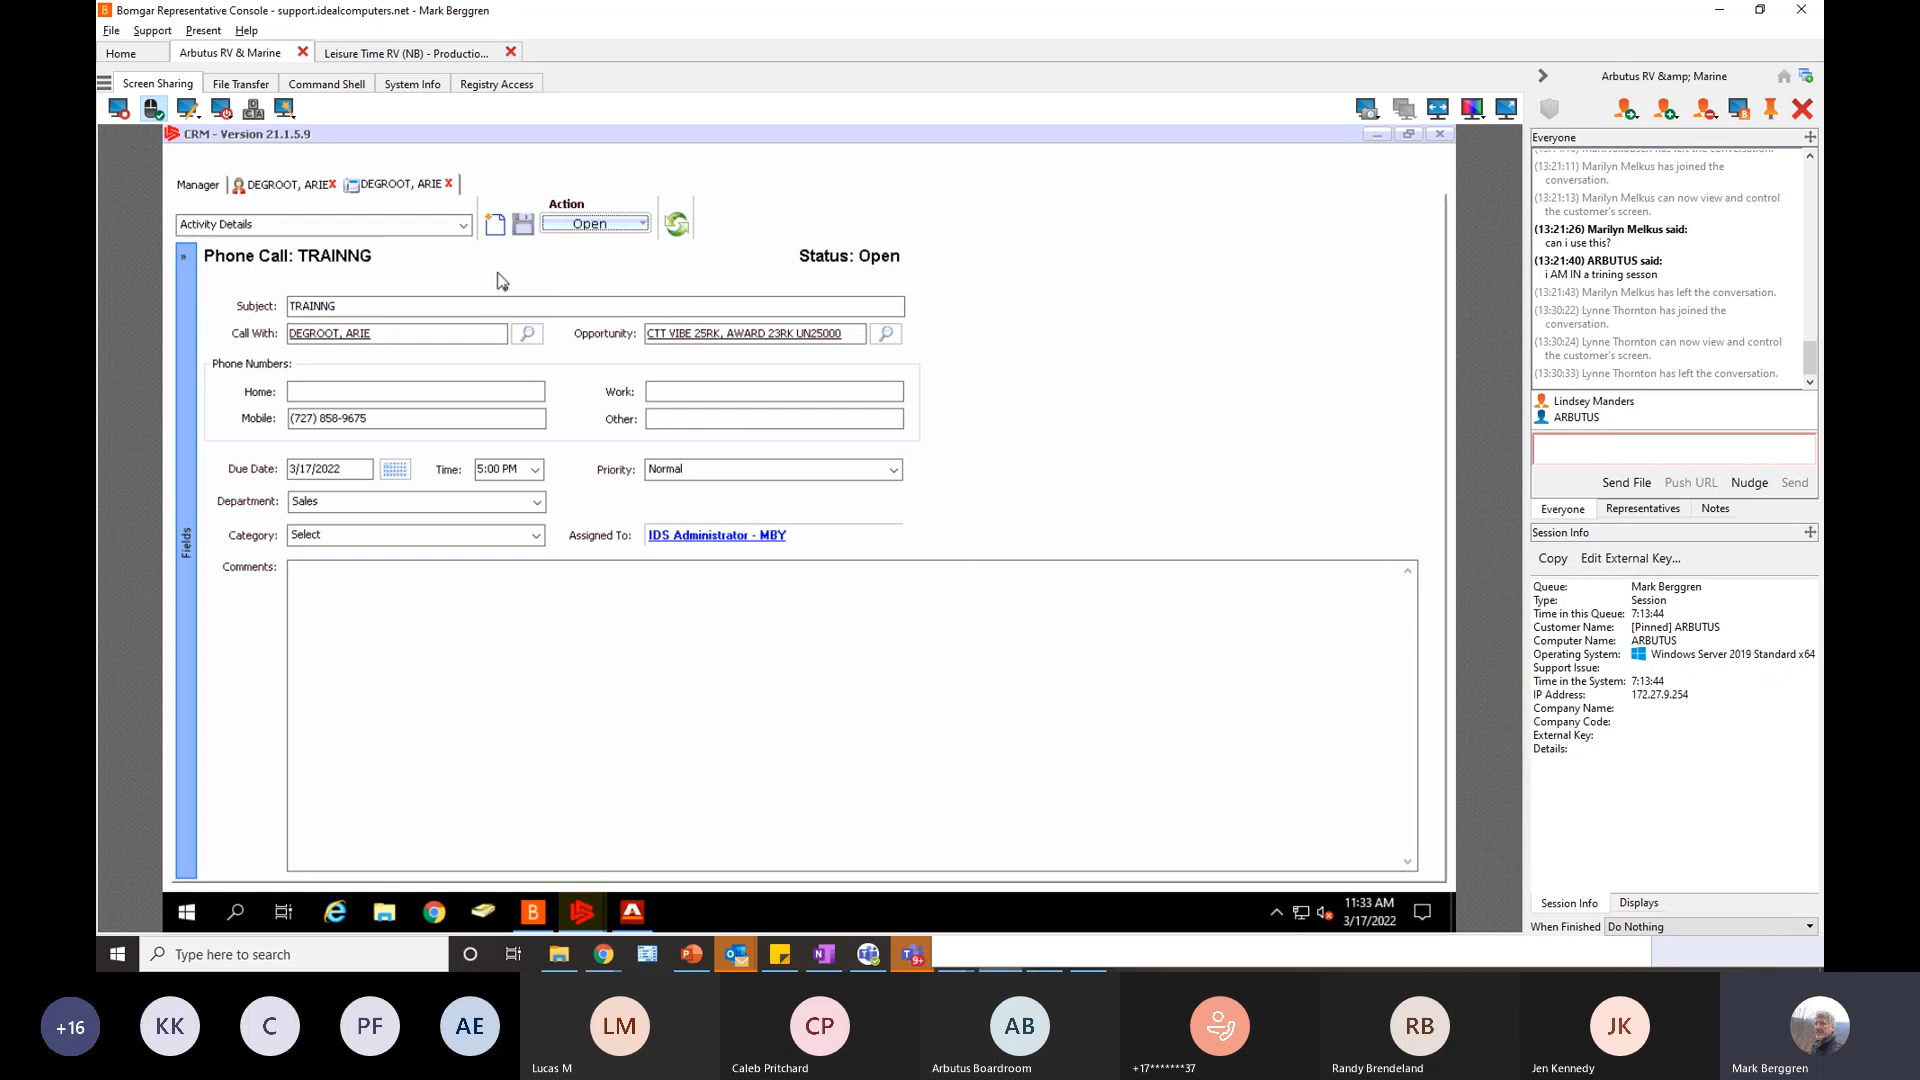 Bomgar Representative Console - support.idealcomputers.net - Mark Berggren
File Support Present Help
Home Arbutus RV & Marine Leisure Time RV (NB) - Productio...
Screen Sharing File Transfer Command Shell System Info Registry Access
Arbutus RV &amp; Marine
CRM - Version 21.1.5.9
Manager DEGROOT, ARIE DEGROOT, ARIE
Action
Activity Details Open
Phone Call: TRAINNG Status: Open
Subject: TRAINNG
Call With: DEGROOT, ARIE Opportunity: CTT VIBE 25RK, AWARD 23RK UN25000
Phone Numbers:
Home: Work:
Mobile: (727) 858-9675 Other:
Due Date: 3/17/2022 Time: 5:00 PM Priority: Normal
Department: Sales
Category: Select Assigned To: IDS Administrator - MBY
Comments:
Fields
11:33 AM
3/17/2022
Everyone
(13:21:11) Marilyn Melkus has joined the
conversation.
(13:21:13) Marilyn Melkus can now view and control
the customer's screen.
(13:21:26) Marilyn Melkus said:
can i use this?
(13:21:40) ARBUTUS said:
i AM IN a trining sesson
(13:21:43) Marilyn Melkus has left the conversation.
(13:30:22) Lynne Thornton has joined the
conversation.
(13:30:24) Lynne Thornton can now view and control
the customer's screen.
(13:30:33) Lynne Thornton has left the conversation.
Lindsey Manders
ARBUTUS
Send File Push URL Nudge Send
Everyone Representatives Notes
Session Info
Copy Edit External Key...
Queue: Mark Berggren
Type: Session
Time in this Queue: 7:13:44
Customer Name: [Pinned] ARBUTUS
Computer Name: ARBUTUS
Operating System: Windows Server 2019 Standard x64
Support Issue:
Time in the System: 7:13:44
IP Address: 172.27.9.254
Company Name:
Company Code:
External Key:
Details:
Session Info Displays
When Finished Do Nothing
Type here to search
9+
+16 KK C PF AE LM CP AB RB JK
Lucas M Caleb Pritchard Arbutus Boardroom +17*******37 Randy Brendeland Jen Kennedy Mark Berggren